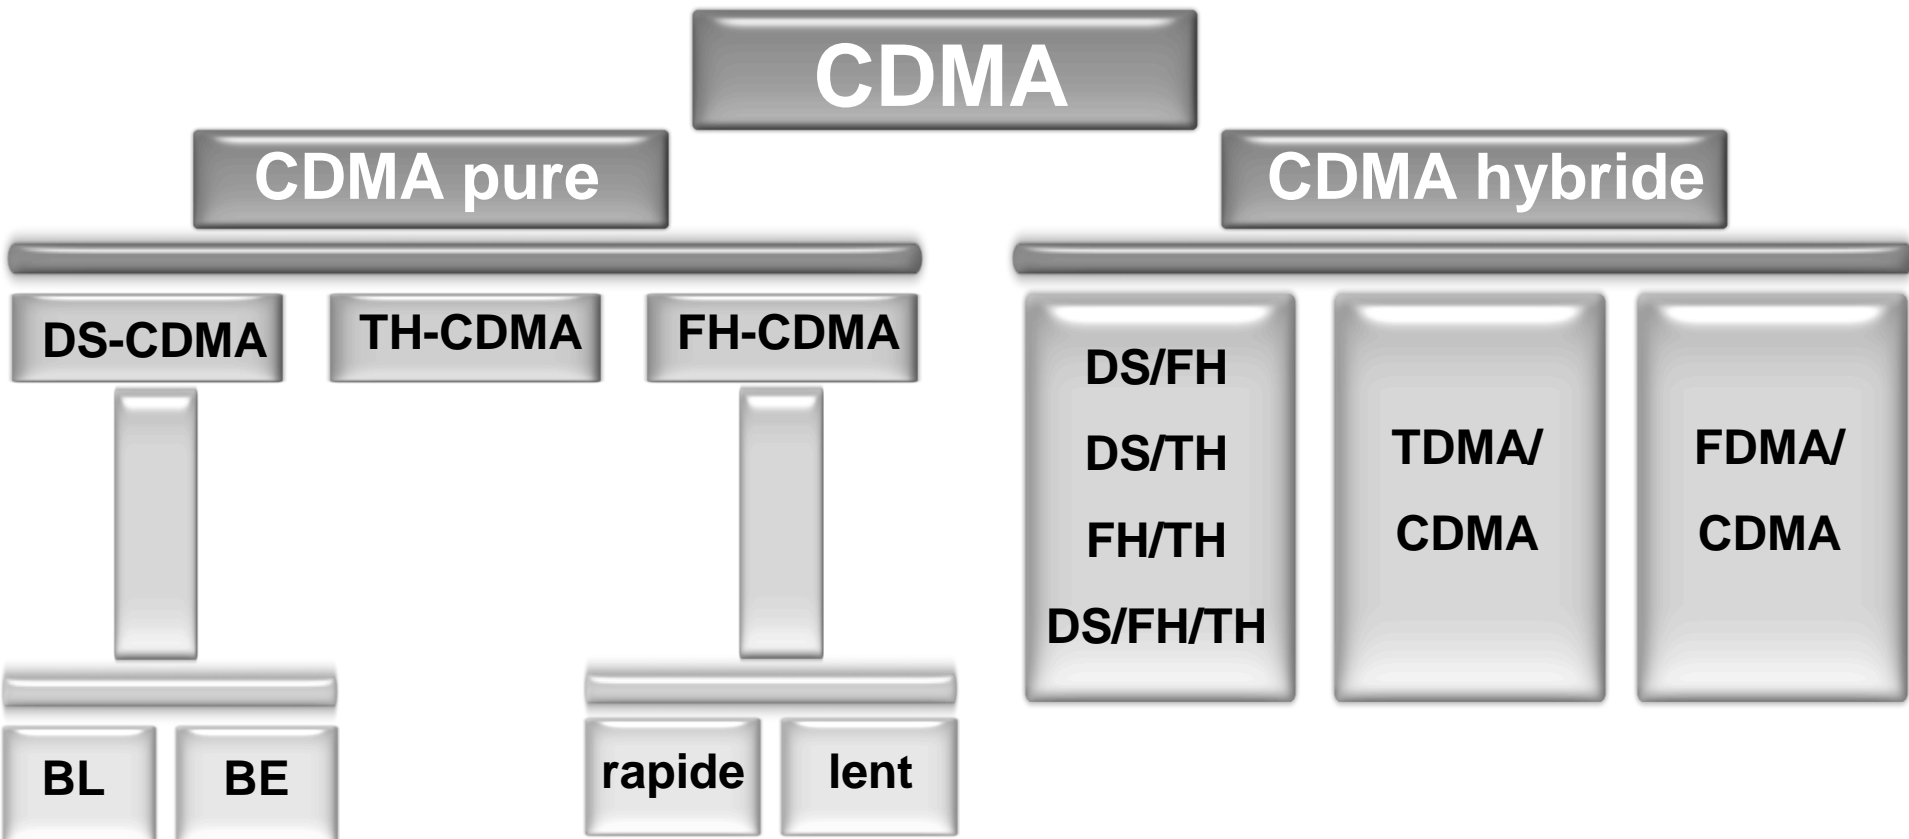 CDMA
CDMA pure
CDMA hybride
DS-CDMA
TH-CDMA
FH-CDMA
BL
BE
rapide
lent
DS/FH
DS/TH
FH/TH
DS/FH/TH
TDMA/
CDMA
FDMA/
CDMA